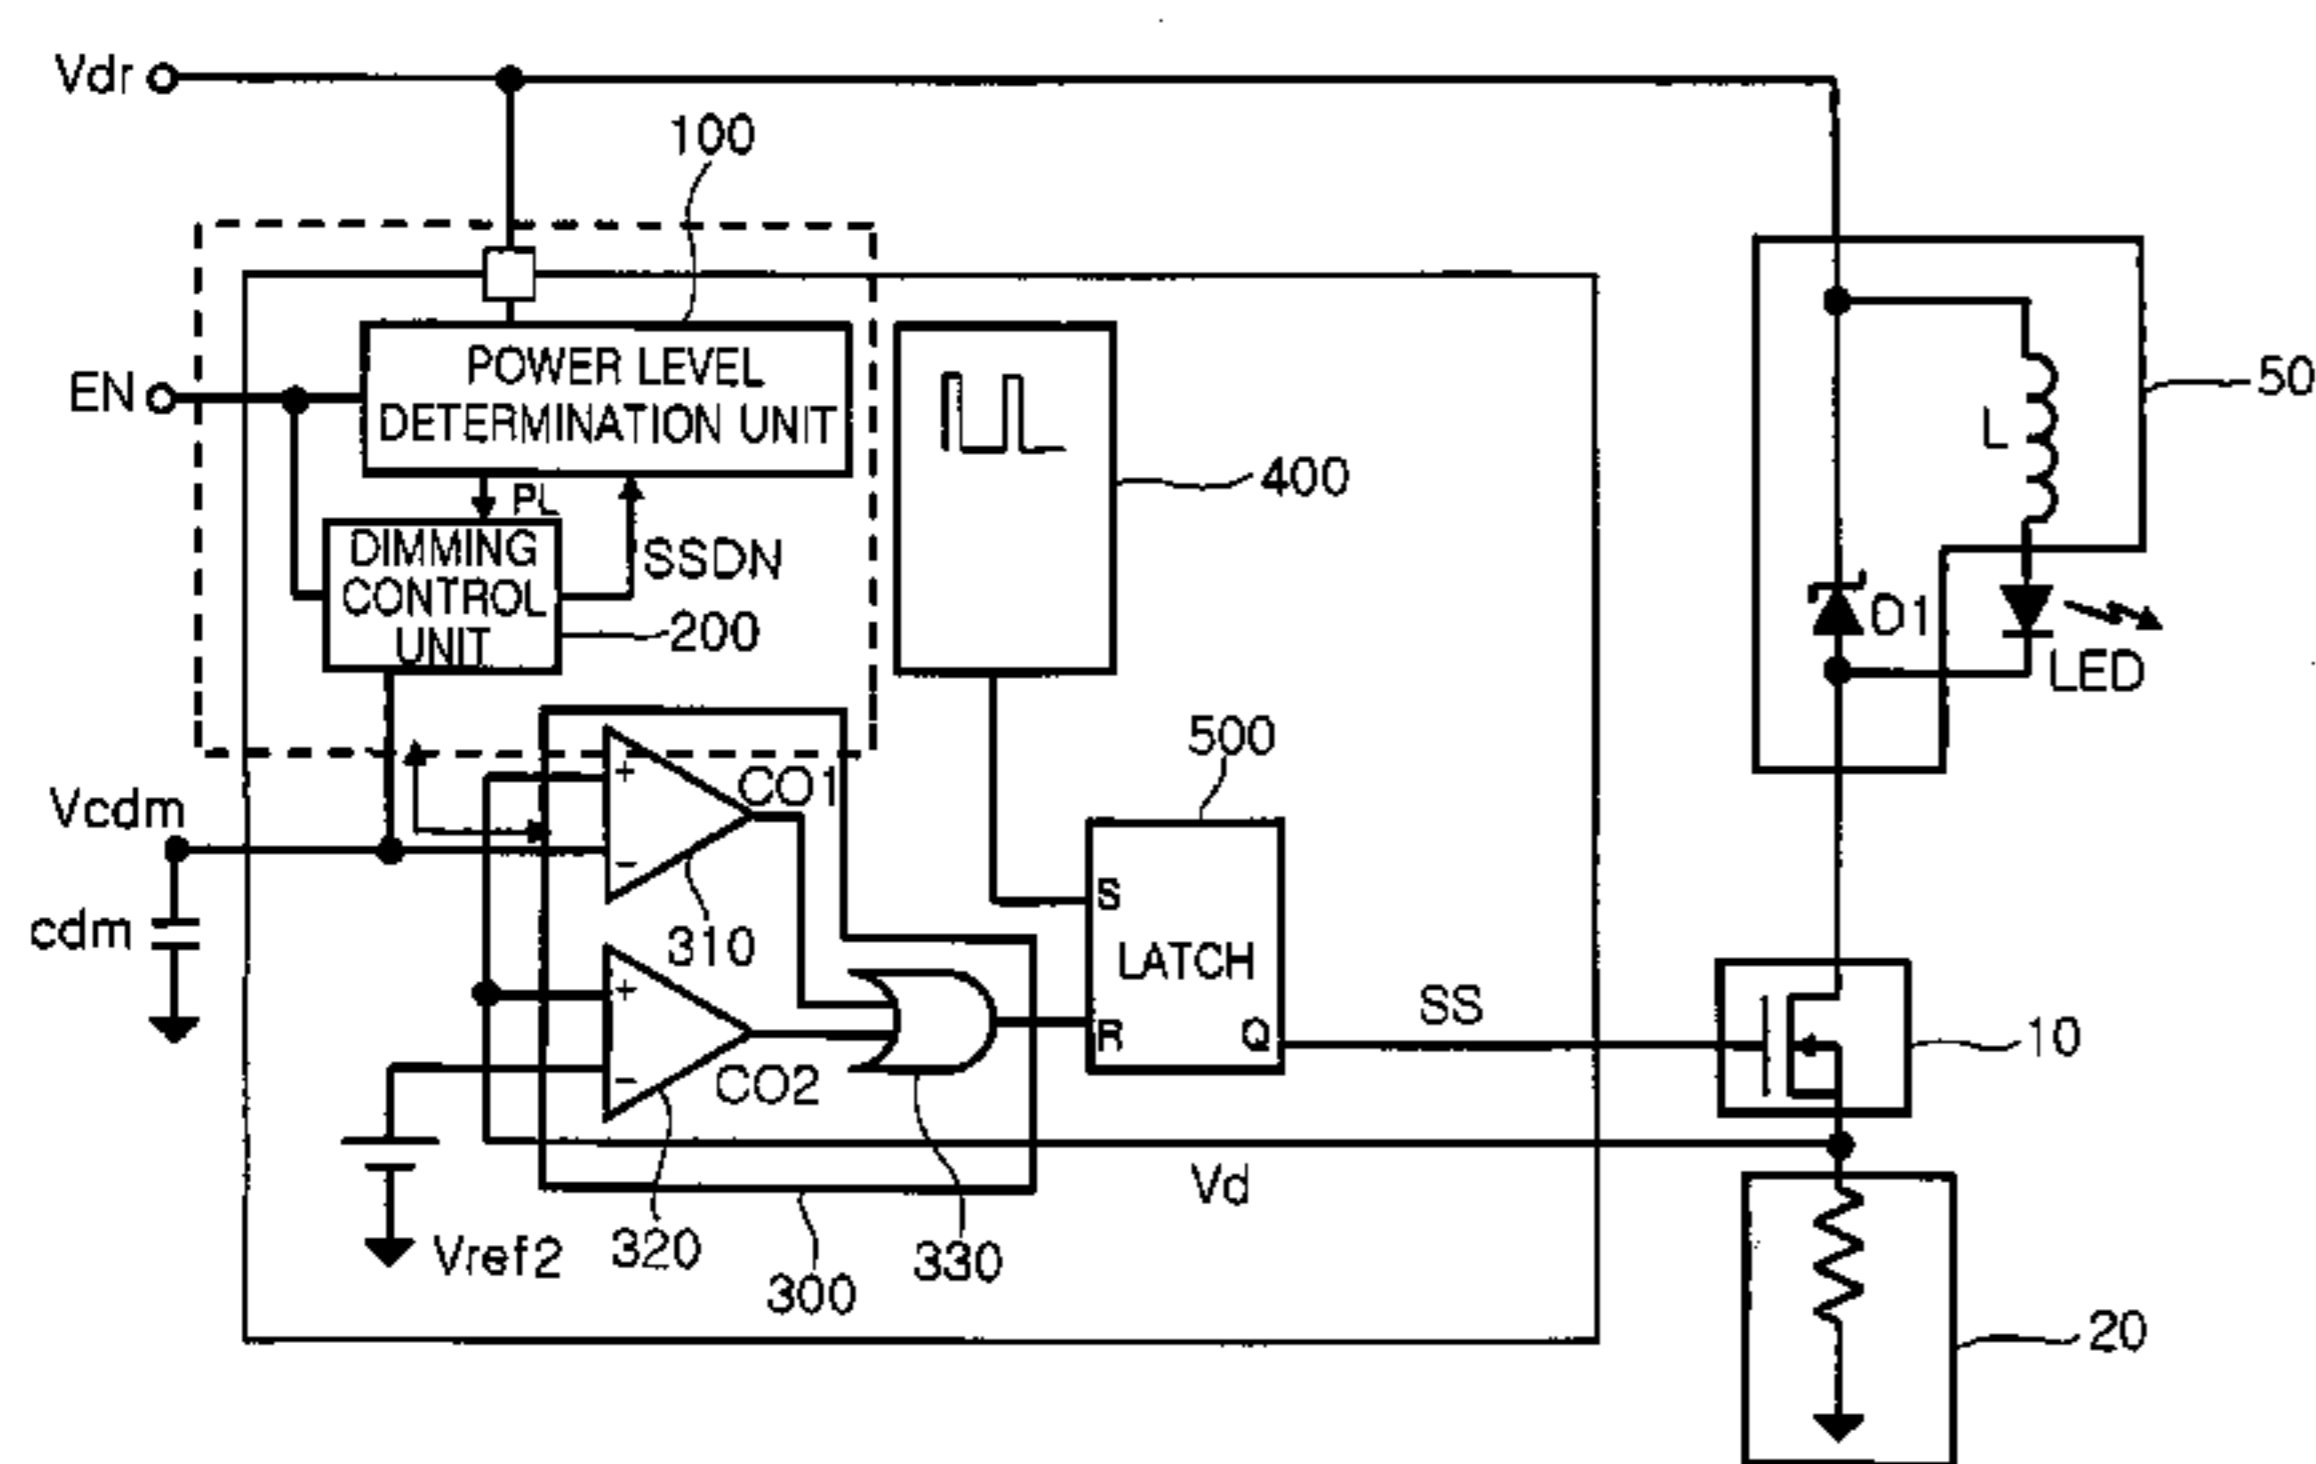 Vdr
100
EN
POWER LEVEL
DETERMINATION UNIT
50
L
400
PL
DIMMING
CONTROL
UNIT
SSDN
200
D1
LED
500
Vcdm
+
CO1
-
cdm
310
S
LATCH
R
Q
SS
10
+
-
CO2
Vd
Vref2
320
330
300
20